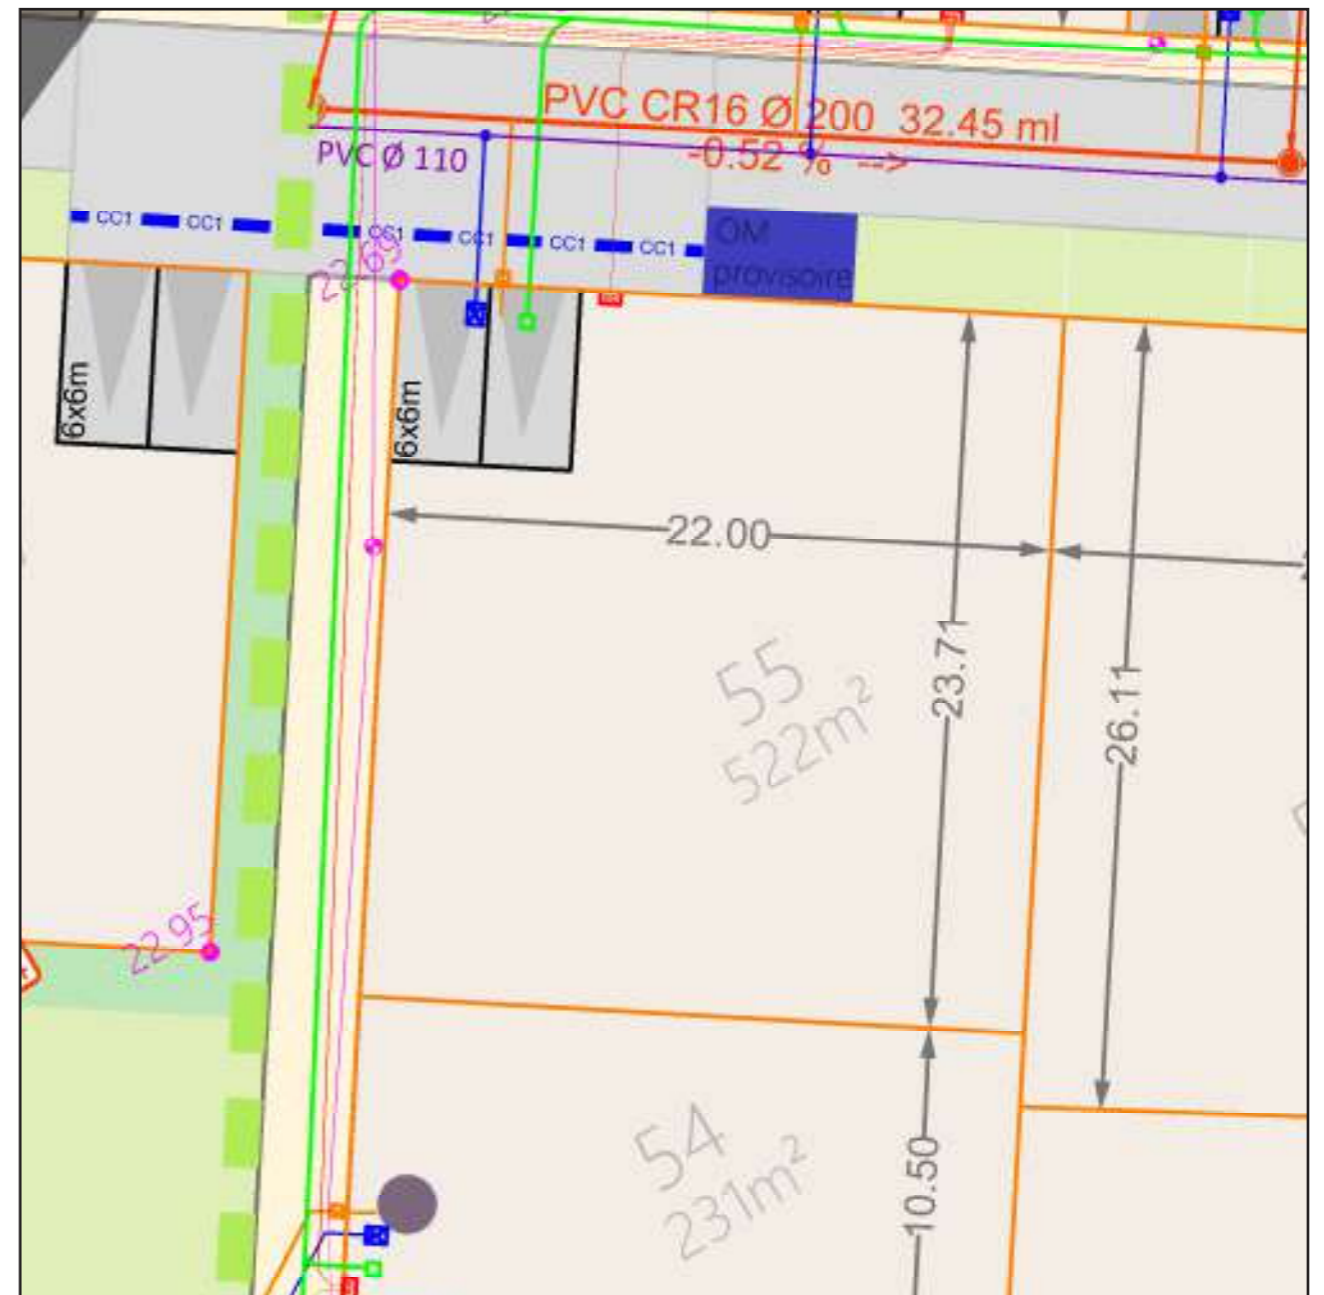 PVC CR16 Ø 200 32.45 ml
-0.52 % -->
PVC Ø 110
CC1
CC1
CC1
CC1
CC1
CC1
OM
provisoire
6x6m
6x6m
22.00
23.71
26.11
55
522m²
22.95
54
231m²
10.50